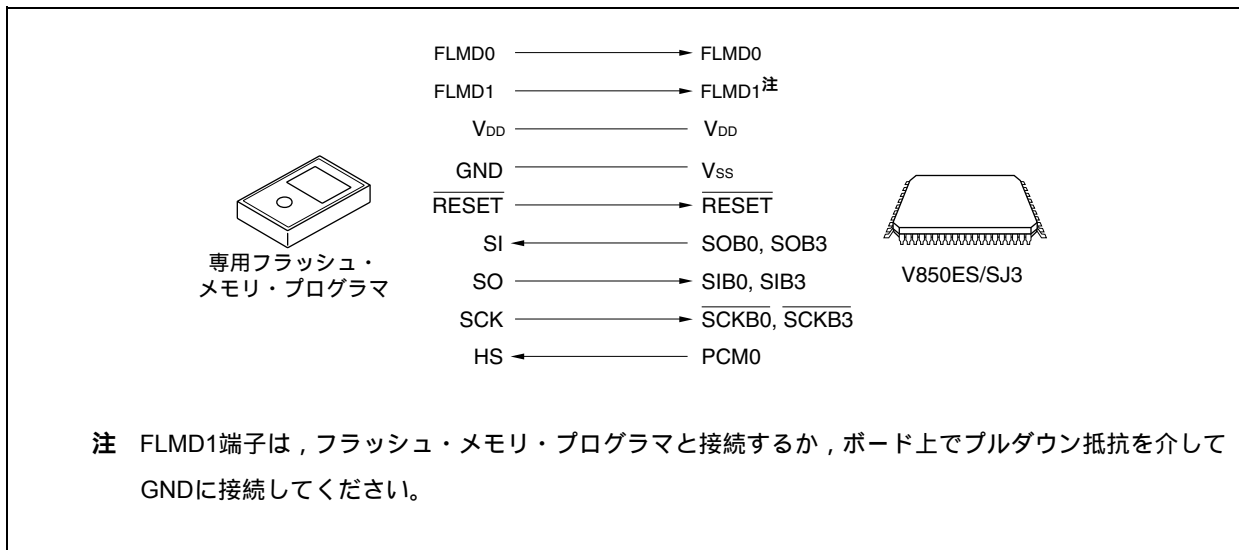 FLMD0 FLMD0
FLMD1 FLMD1注
VDD VDD
GND VSS
RESET RESET
SI SOB0, SOB3
SO SIB0, SIB3
SCK SCKB0, SCKB3
HS PCM0
専用フラッシュ・
メモリ・プログラマ
V850ES/SJ3
注 FLMD1端子は，フラッシュ・メモリ・プログラマと接続するか，ボード上でプルダウン抵抗を介して
GNDに接続してください。